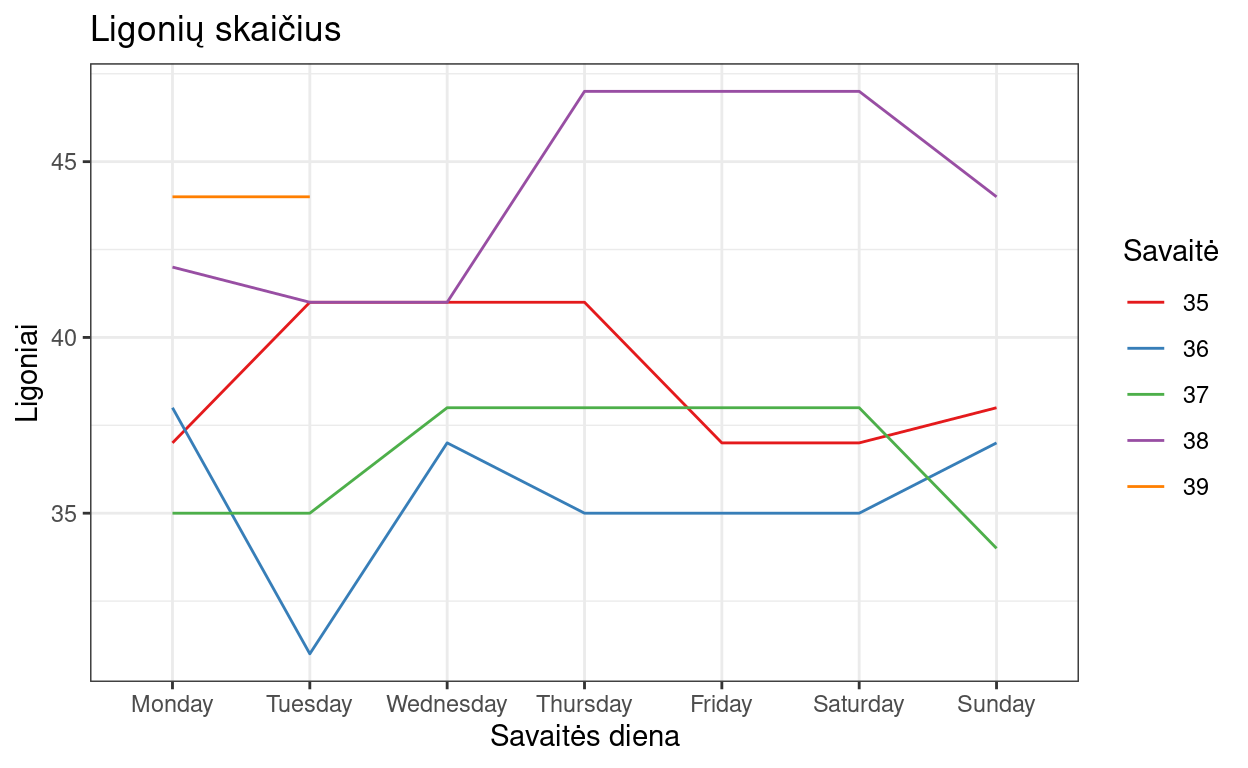 Ligonių skaičius
Ligoniai
45
40
35
Monday Tuesday Wednesday Thursday Friday Saturday Sunday
Savaitės diena
Savaitė
35
36
37
38
39